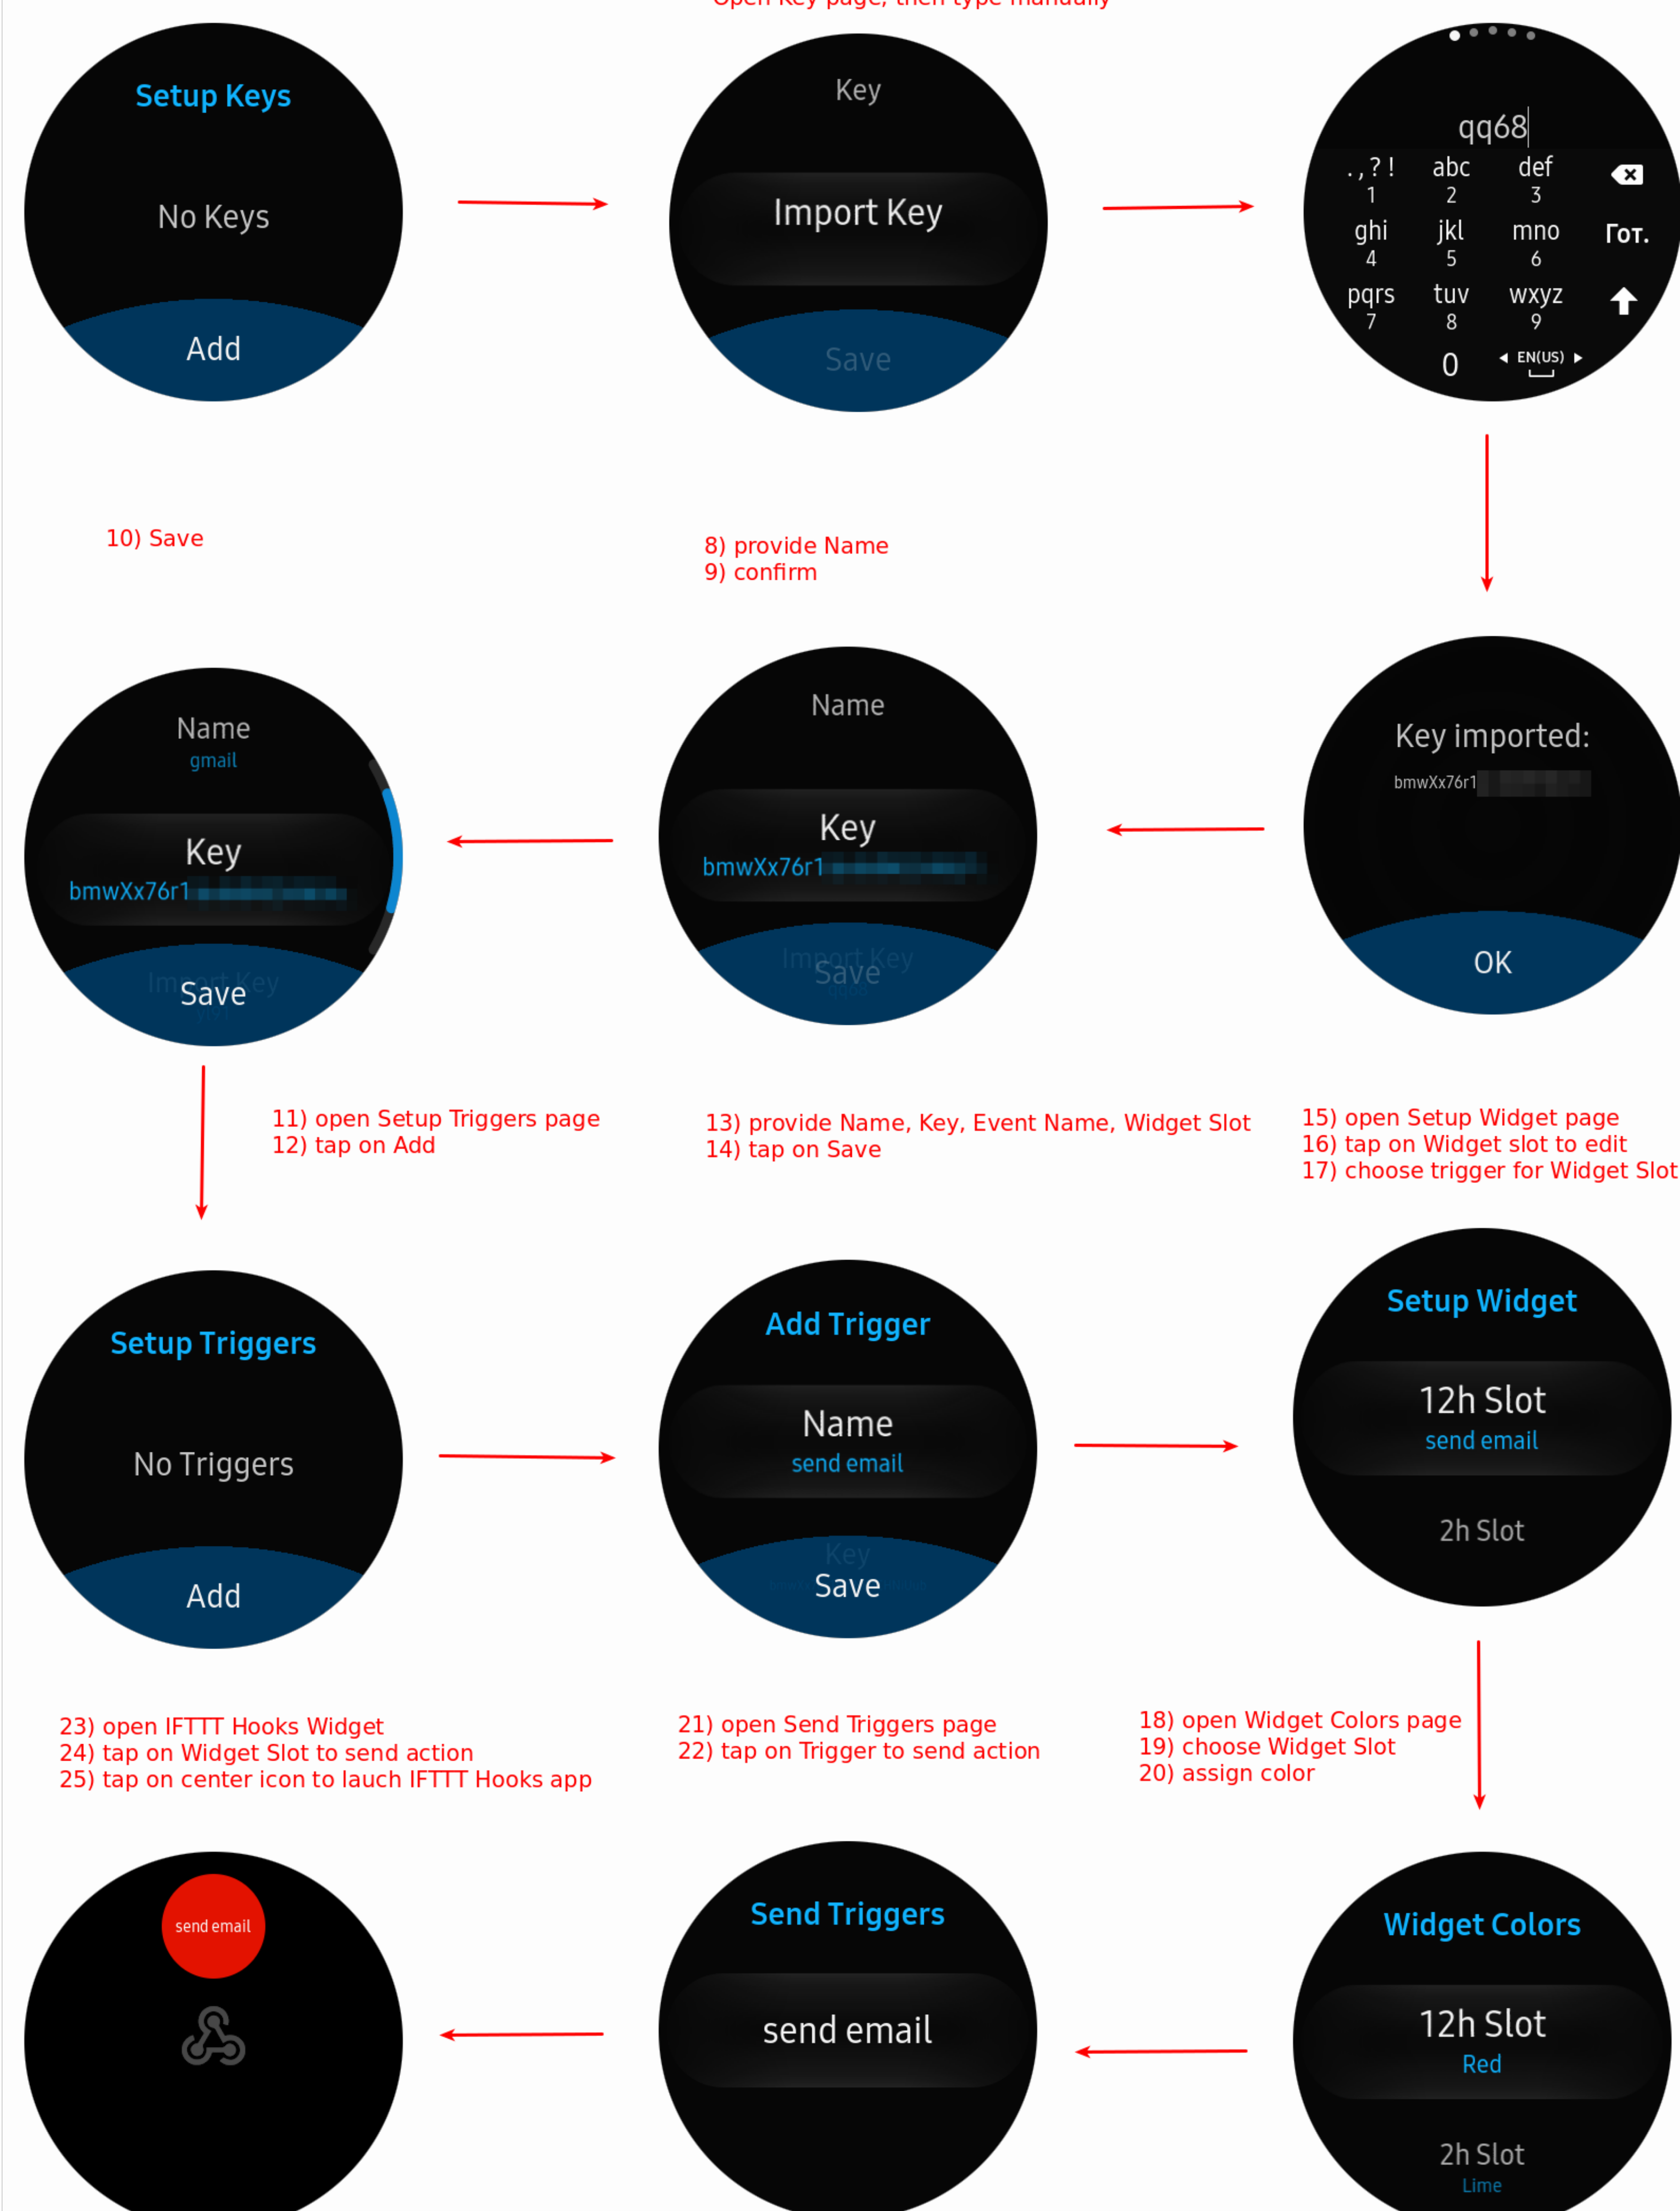 Open Key page, then type manually
Setup Keys
No Keys
Add
Key
Import Key
Save
qq68
.,?! abc def
1 2 3
ghi jkl mno Гот.
4 5 6
pqrs tuv wxyz
7 8 9
0 EN(US)
10) Save
8) provide Name
9) confirm
Name
gmail
Key
bmwXx76r1
Import Key
Save
Name
Key
bmwXx76r1
Import Key
Save
qq68
Key imported:
bmwXx76r1
OK
11) open Setup Triggers page
12) tap on Add
13) provide Name, Key, Event Name, Widget Slot
14) tap on Save
15) open Setup Widget page
16) tap on Widget slot to edit
17) choose trigger for Widget Slot
Setup Triggers
No Triggers
Add
Add Trigger
Name
send email
Key
Save
Setup Widget
12h Slot
send email
2h Slot
23) open IFTTT Hooks Widget
24) tap on Widget Slot to send action
25) tap on center icon to lauch IFTTT Hooks app
21) open Send Triggers page
22) tap on Trigger to send action
18) open Widget Colors page
19) choose Widget Slot
20) assign color
send email
Send Triggers
send email
Widget Colors
12h Slot
Red
2h Slot
Lime